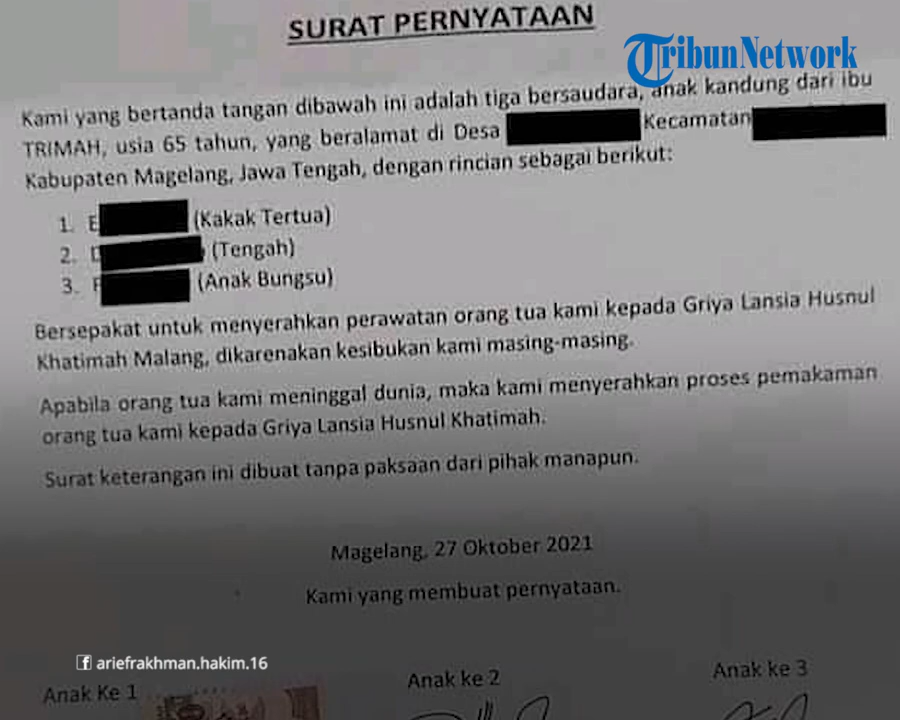 SURAT PERNYATAAN
TribunNetwork
Kami yang bertanda tangan dibawah ini adalah tiga bersaudara, anak kandung dari ibu
TRIMAH, usia 65 tahun, yang beralamat di Desa Kecamatan
Kabupaten Magelang, Jawa Tengah, dengan rincian sebagai berikut:
1. E (Kakak Tertua)
2. D (Tengah)
3. F (Anak Bungsu)
Bersepakat untuk menyerahkan perawatan orang tua kami kepada Griya Lansia Husnul
Khatimah Malang, dikarenakan kesibukan kami masing-masing.
Apabila orang tua kami meninggal dunia, maka kami menyerahkan proses pemakaman
orang tua kami kepada Griya Lansia Husnul Khatimah.
Surat keterangan ini dibuat tanpa paksaan dari pihak manapun.
Magelang, 27 Oktober 2021
Kami yang membuat pernyataan.
f ariefrakhman.hakim.16
Anak Ke 1 Anak ke 2 Anak ke 3